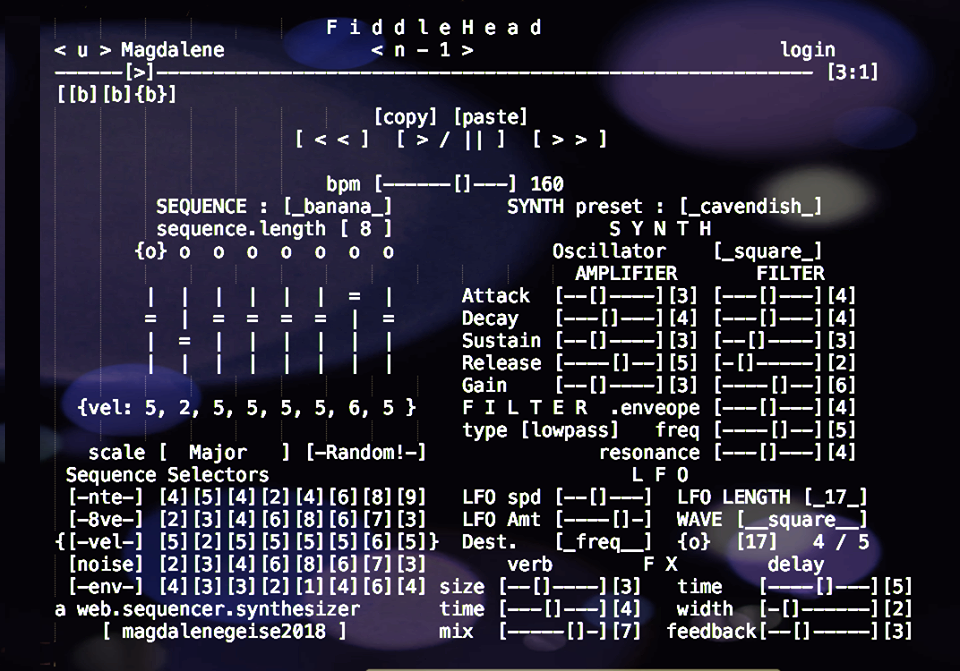 F i d d l e H e a d
< u > Magdalene < n - 1 > login
------[>]---------------------------------------------------------- [3:1]
[[b][b]{b}]
[copy] [paste]
[ < < ] [ > / || ] [ > > ]
bpm [------[]---] 160
SEQUENCE : [_banana_] SYNTH preset : [_cavendish_]
sequence.length [ 8 ] S Y N T H
{o} o o o o o o o Oscillator [_square_]
AMPLIFIER FILTER
| | | | | | = | Attack [--[]----][3] [---[]---][4]
= | = = = = | = Decay [---[]---][4] [---[]---][4]
| = | | | | | | Sustain [--[]----][3] [--[]----][3]
| | | | | | | | Release [----[]--][5] [-[]-----][2]
Gain [--[]----][3] [----[]--][6]
{vel: 5, 2, 5, 5, 5, 5, 6, 5 } F I L T E R .enveope [---[]---][4]
type [lowpass] freq [----[]--][5]
scale [ Major ] [-Random!-] resonance [---[]---][4]
Sequence Selectors L F O
[-nte-] [4][5][4][2][4][6][8][9] LFO spd [--[]---] LFO LENGTH [_17_]
[-8ve-] [2][3][4][6][8][6][7][3] LFO Amt [----[]-] WAVE [__square__]
{[-vel-] [5][2][5][5][5][5][6][5]} Dest. [_freq__] {o} [17] 4 / 5
[noise] [2][3][4][6][8][6][7][3] verb F X delay
[-env-] [4][3][3][2][1][4][6][4] size [--[]----][3] time [----[]---][5]
a web.sequencer.synthesizer time [---[]---][4] width [-[]------][2]
[ magdalenegeise2018 ] mix [-----[]-][7] feedback[--[]-----][3]